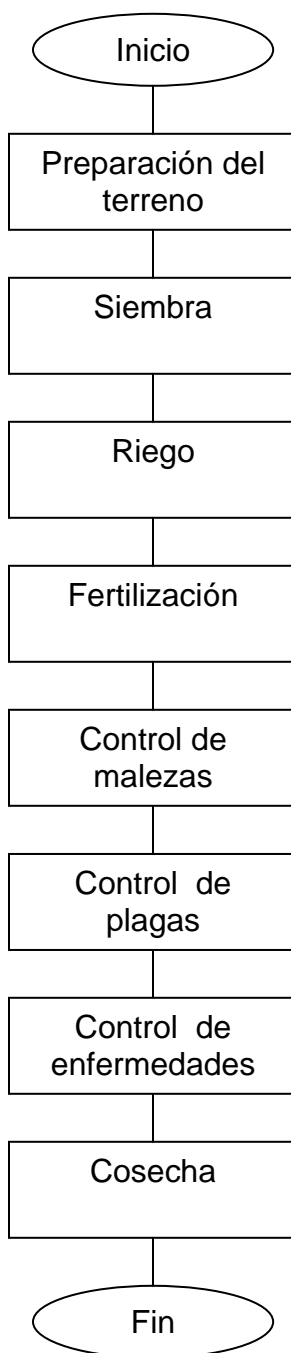 Inicio
Preparación del
terreno
Siembra
Riego
Fertilización
Control de
malezas
Control  de
plagas
Control  de
enfermedades
Cosecha
Fin